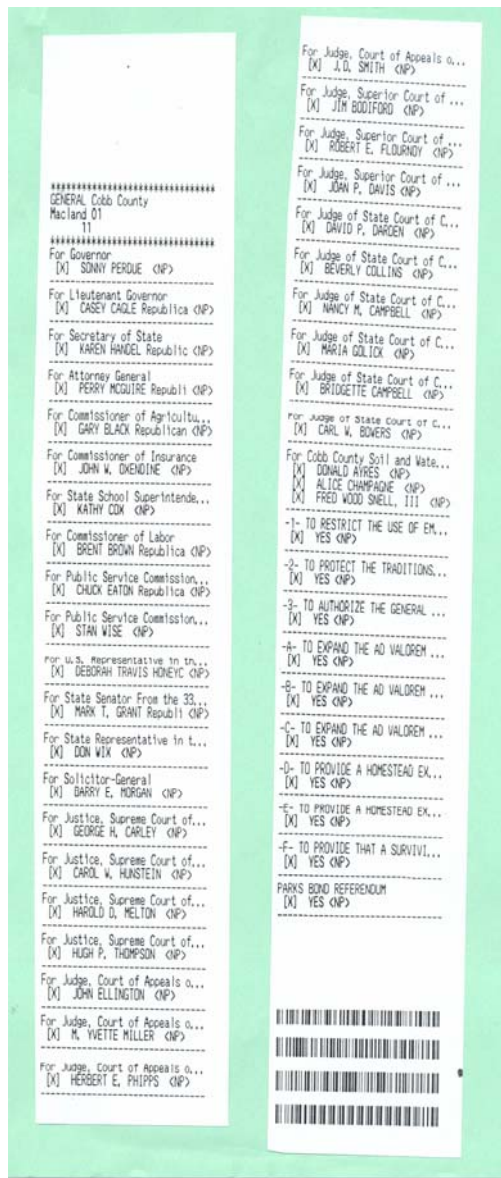 ************************************
GENERAL Cobb County
Macland 01
11
************************************
For Governor
[X] SONNY PERDUE <NP>
For Lieutenant Governor
[X] CASEY CAGLE Republica <NP>
For Secretary of State
[X] KAREN HANDEL Republic <NP>
For Attorney General
[X] PERRY MCGUIRE Republi <NP>
For Commissioner of Agricultu...
[X] GARY BLACK Republican <NP>
For Commissioner of Insurance
[X] JOHN W. OXENDINE <NP>
For State School Superintende...
[X] KATHY COX <NP>
For Commissioner of Labor
[X] BRENT BROWN Republica <NP>
For Public Service Commission...
[X] CHUCK EATON Republica <NP>
For Public Service Commission...
[X] STAN WISE <NP>
For U.S. Representative in th...
[X] DEBORAH TRAVIS HONEYC <NP>
For State Senator From the 33...
[X] MARK T. GRANT Republi <NP>
For State Representative in t...
[X] DON WIX <NP>
For Solicitor-General
[X] BARRY E. MORGAN <NP>
For Justice, Supreme Court of...
[X] GEORGE H. CARLEY <NP>
For Justice, Supreme Court of...
[X] CAROL W. HUNSTEIN <NP>
For Justice, Supreme Court of...
[X] HAROLD D. MELTON <NP>
For Justice, Supreme Court of...
[X] HUGH P. THOMPSON <NP>
For Judge, Court of Appeals o...
[X] JOHN ELLINGTON <NP>
For Judge, Court of Appeals o...
[X] M. YVETTE MILLER <NP>
For Judge, Court of Appeals o...
[X] HERBERT E. PHIPPS <NP>
For Judge, Court of Appeals o...
[X] J.D. SMITH <NP>
For Judge, Superior Court of ...
[X] JIM BODIFORD <NP>
For Judge, Superior Court of ...
[X] ROBERT E. FLOURNOY <NP>
For Judge, Superior Court of ...
[X] JOAN P. DAVIS <NP>
For Judge of State Court of C...
[X] DAVID P. DARDEN <NP>
For Judge of State Court of C...
[X] BEVERLY COLLINS <NP>
For Judge of State Court of C...
[X] NANCY M. CAMPBELL <NP>
For Judge of State Court of C...
[X] MARIA GOLICK <NP>
For Judge of State Court of C...
[X] BRIDGETTE CAMPBELL <NP>
For Judge of State Court of C...
[X] CARL W. BOWERS <NP>
For Cobb County Soil and Wate...
[X] DONALD AYRES <NP>
[X] ALICE CHAMPAGNE <NP>
[X] FRED WOOD SNELL, III <NP>
-1- TO RESTRICT THE USE OF EM...
[X] YES <NP>
-2- TO PROTECT THE TRADITIONS...
[X] YES <NP>
-3- TO AUTHORIZE THE GENERAL ...
[X] YES <NP>
-A- TO EXPAND THE AD VALOREM ...
[X] YES <NP>
-B- TO EXPAND THE AD VALOREM ...
[X] YES <NP>
-C- TO EXPAND THE AD VALOREM ...
[X] YES <NP>
-D- TO PROVIDE A HOMESTEAD EX...
[X] YES <NP>
-E- TO PROVIDE A HOMESTEAD EX...
[X] YES <NP>
-F- TO PROVIDE THAT A SURVIVI...
[X] YES <NP>
PARKS BOND REFERENDUM
[X] YES <NP>